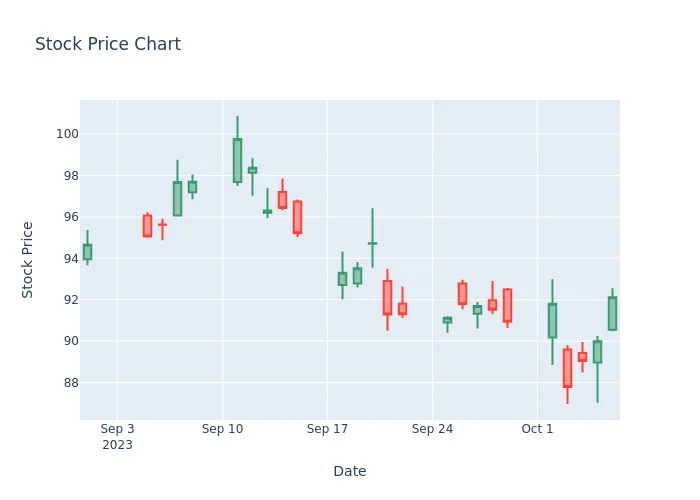 Stock Price Chart
Stock Price
100
98
96
94
92
90
88
Sep 3
2023
Sep 10
Sep 17
Sep 24
Oct 1
Date